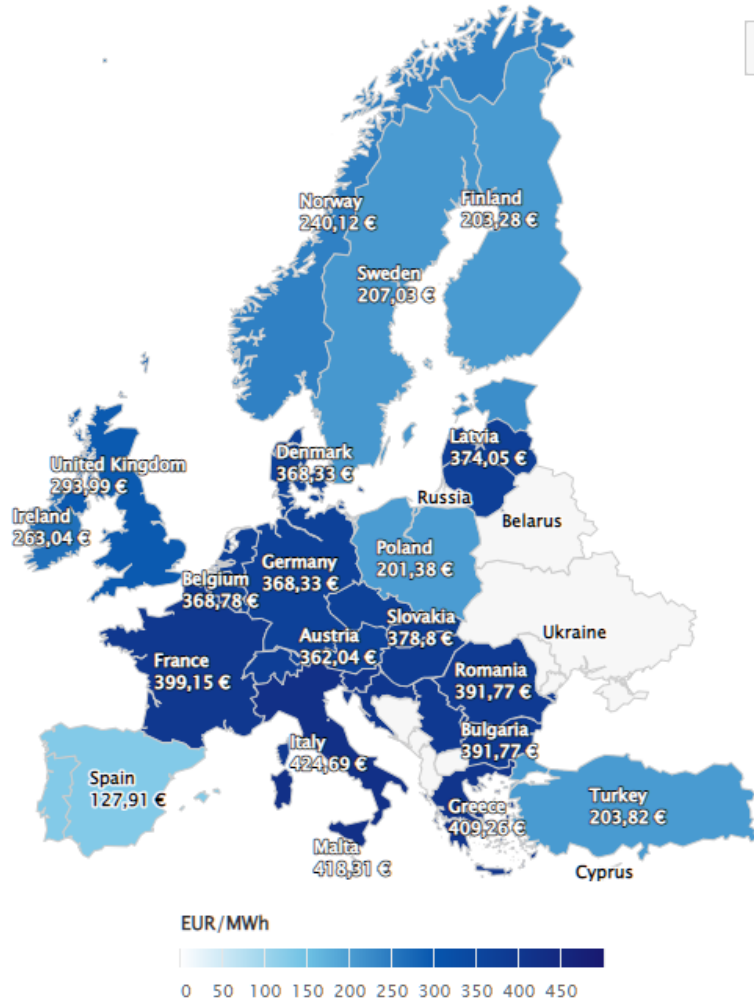 Norway
240,12 €
Finland
203,28 €
Sweden
207,03 €
Denmark
368,33 €
Latvia
374,05 €
United Kingdom
293,99 €
Russia
Ireland
263,04 €
Belarus
Poland
201,38 €
Germany
368,33 €
Belgium
368,78 €
Slovakia
378,8 €
Ukraine
Austria
362,04 €
France
399,15 €
Romania
391,77 €
Bulgaria
391,77 €
Italy
424,69 €
Spain
127,91 €
Turkey
203,82 €
Greece
409,26 €
Malta
418,31 €
Cyprus
EUR/MWh
0 50 100 150 200 250 300 350 400 450